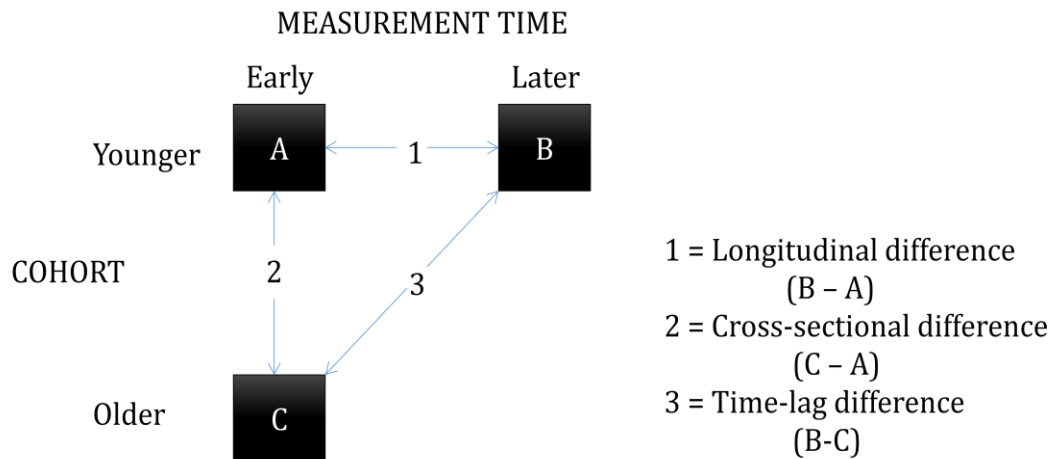 MEASUREMENT TIME
Early Later
Younger A 1 B
COHORT 2 3
Older C
1 = Longitudinal difference
(B – A)
2 = Cross-sectional difference
(C – A)
3 = Time-lag difference
(B-C)